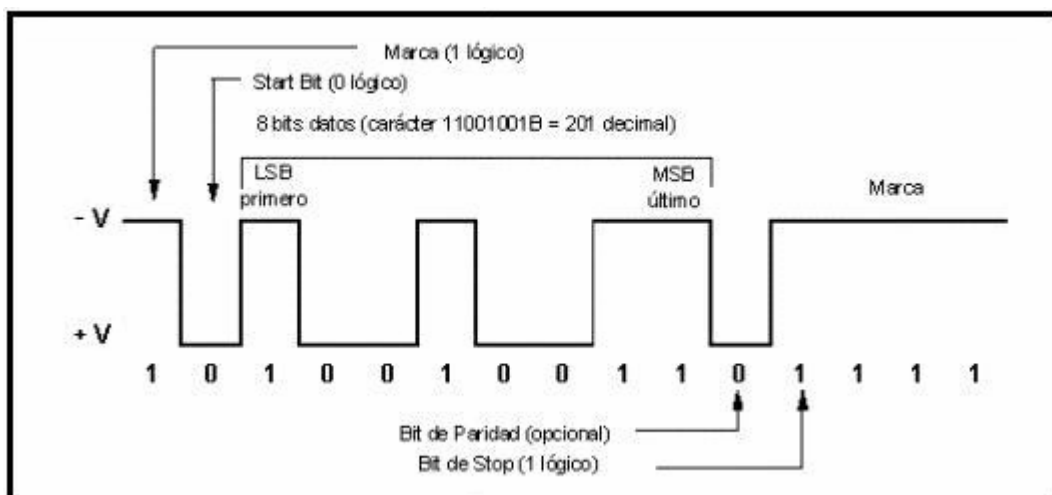 Marca (1 lógico)
Start Bit (0 lógico)
8 bits datos (carácter 11001001B = 201 decimal)
LSB
primero
MSB
último
Marca
- V
+ V
1 0 1 0 0 1 0 0 1 1 0 1 1 1 1
Bit de Paridad (opcional)
Bit de Stop (1 lógico)